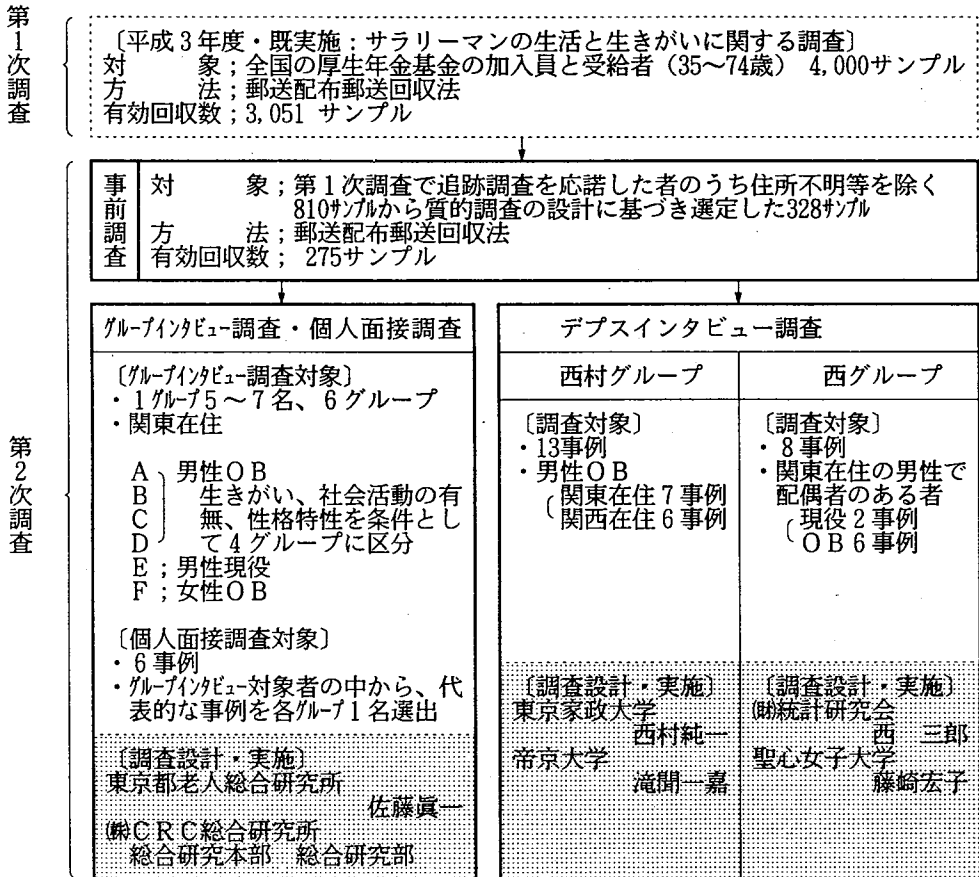 第1次調査
〔平成3年度・既実施：サラリーマンの生活と生きがいに関する調査〕
対　　象；全国の厚生年金基金の加入員と受給者（35～74歳）　4,000サンプル
方　　法；郵送配布郵送回収法
有効回収数；3,051 サンプル
第2次調査
事前調査
対　　象；第1次調査で追跡調査を応諾した者のうち住所不明等を除く
810ｻﾝﾌﾟﾙから質的調査の設計に基づき選定した328ｻﾝﾌﾟﾙ
方　　法；郵送配布郵送回収法
有効回収数； 275サンプル
ｸﾞﾙｰﾌﾟｲﾝﾀﾋﾞｭｰ調査・個人面接調査
〔ｸﾞﾙｰﾌﾟｲﾝﾀﾋﾞｭｰ調査対象〕
・1ｸﾞﾙｰﾌﾟ5～7名、6グループ
・関東在住
A　男性OB
B　生きがい、社会活動の有
C　無、性格特性を条件とし
D　て4グループに区分
E；男性現役
F；女性OB
〔個人面接調査対象〕
・6事例
・ｸﾞﾙｰﾌﾟｲﾝﾀﾋﾞｭｰ対象者の中から、代
表的な事例を各ｸﾞﾙｰﾌﾟ1名選出
〔調査設計・実施〕
東京都老人総合研究所
佐藤眞一
㈱CRC総合研究所
総合研究本部　総合研究部
デプスインタビュー調査
西村グループ
〔調査対象〕
・13事例
・男性OB
関東在住7事例
関西在住6事例
〔調査設計・実施〕
東京家政大学
西村純一
帝京大学
滝聞一嘉
西グループ
〔調査対象〕
・8事例
・関東在住の男性で
配偶者のある者
現役2事例
OB6事例
〔調査設計・実施〕
㈶統計研究会
西　三郎
聖心女子大学
藤崎宏子